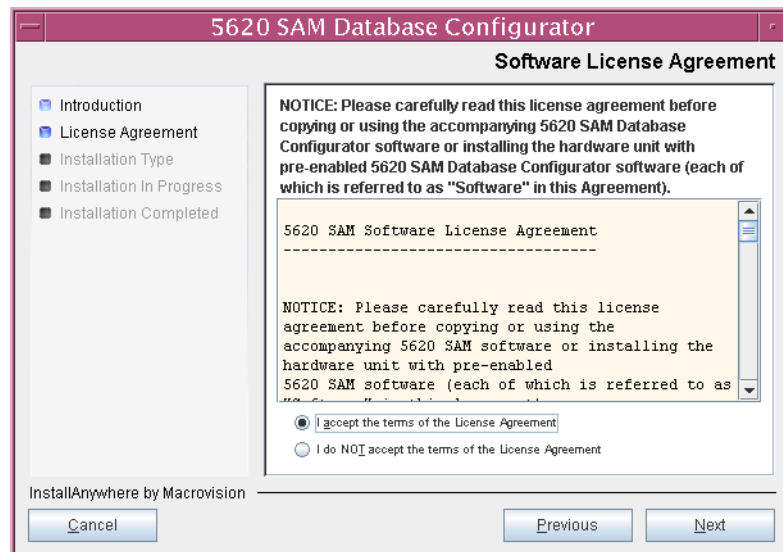 5620 SAM Database Configurator
Software License Agreement
Introduction
License Agreement
Installation Type
Installation In Progress
Installation Completed
NOTICE: Please carefully read this license agreement before
copying or using the accompanying 5620 SAM Database
Configurator software or installing the hardware unit with
pre-enabled 5620 SAM Database Configurator software (each of
which is referred to as "Software" in this Agreement).
5620 SAM Software License Agreement
-----------------------------------
NOTICE: Please carefully read this license
agreement before copying or using the
accompanying 5620 SAM software or installing the
hardware unit with pre-enabled
5620 SAM software (each of which is referred to as
I accept the terms of the License Agreement
I do NOT accept the terms of the License Agreement
InstallAnywhere by Macrovision
Cancel
Previous
Next